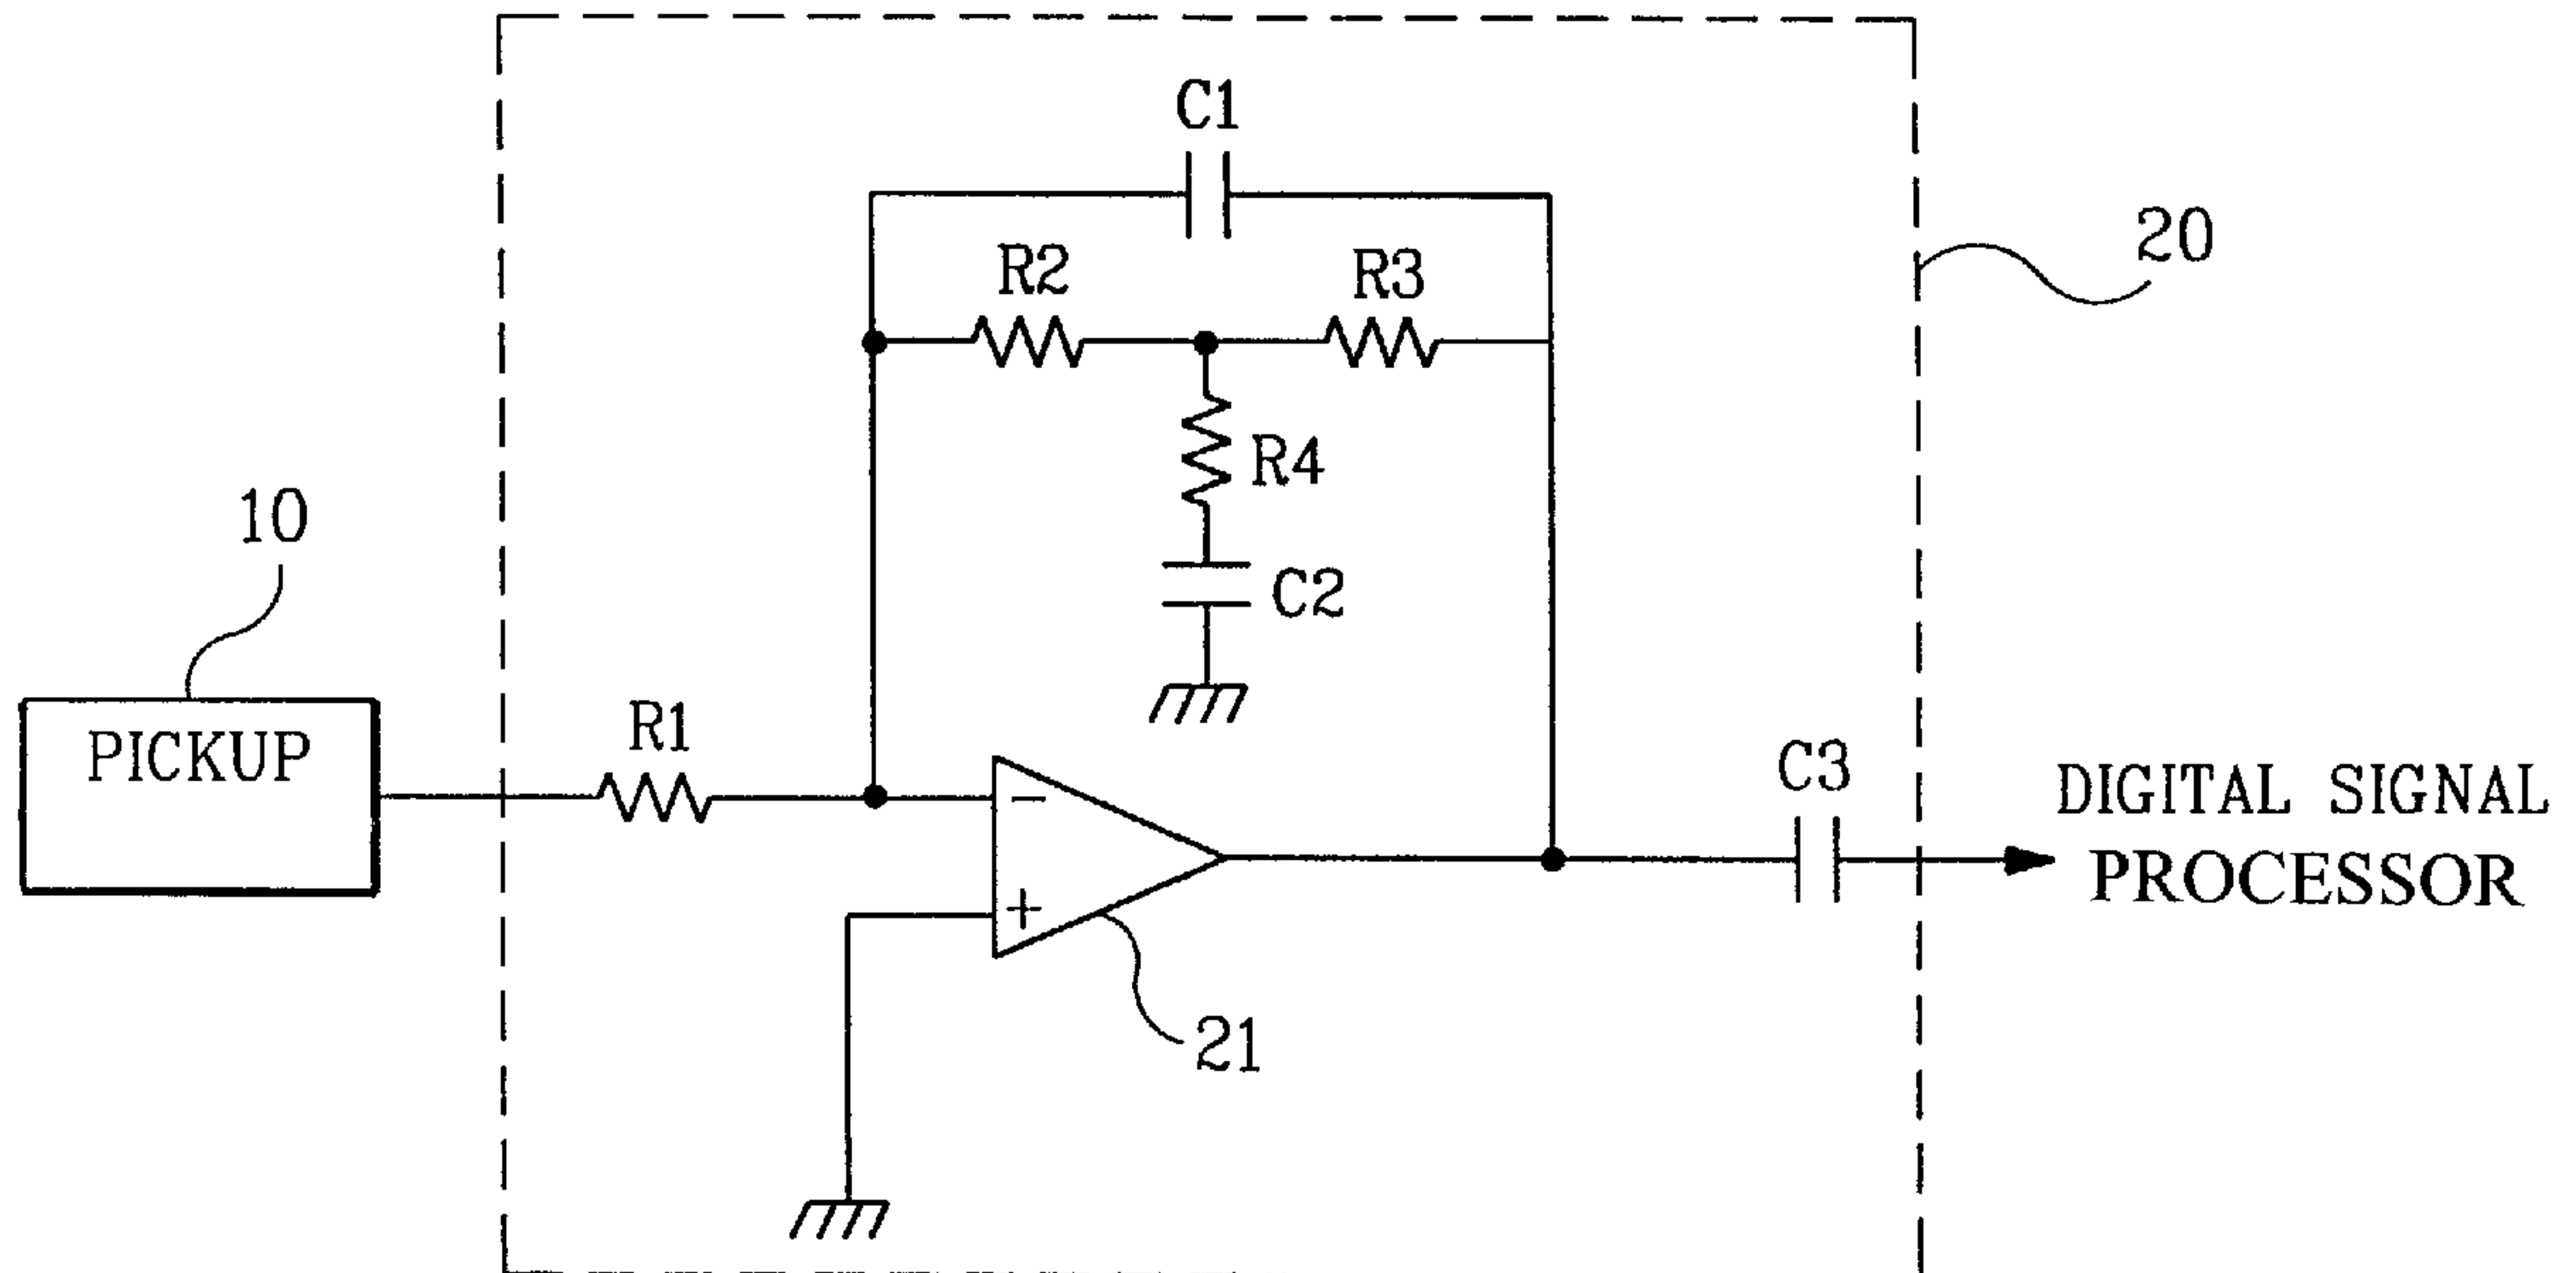 C1
20
R2
R3
R4
10
C2
R1
PICKUP
C3
−
DIGITAL SIGNAL
PROCESSOR
+
21